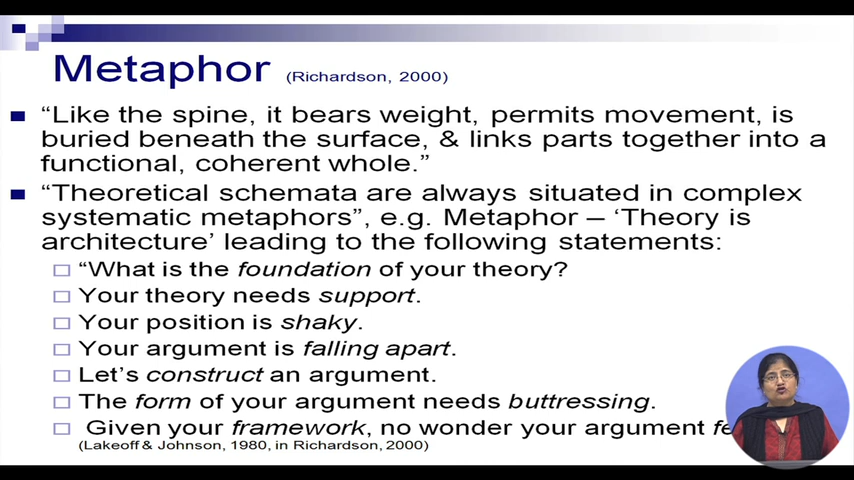 Metaphor (Richardson, 2000)
“Like the spine, it bears weight, permits movement, is
buried beneath the surface, & links parts together into a
functional, coherent whole.”
“Theoretical schemata are always situated in complex
systematic metaphors”, e.g. Metaphor – ‘Theory is
architecture’ leading to the following statements:
“What is the foundation of your theory?
Your theory needs support.
Your position is shaky.
Your argument is falling apart.
Let’s construct an argument.
The form of your argument needs buttressing.
Given your framework, no wonder your argument
(Lakeoff & Johnson, 1980, in Richardson, 2000)